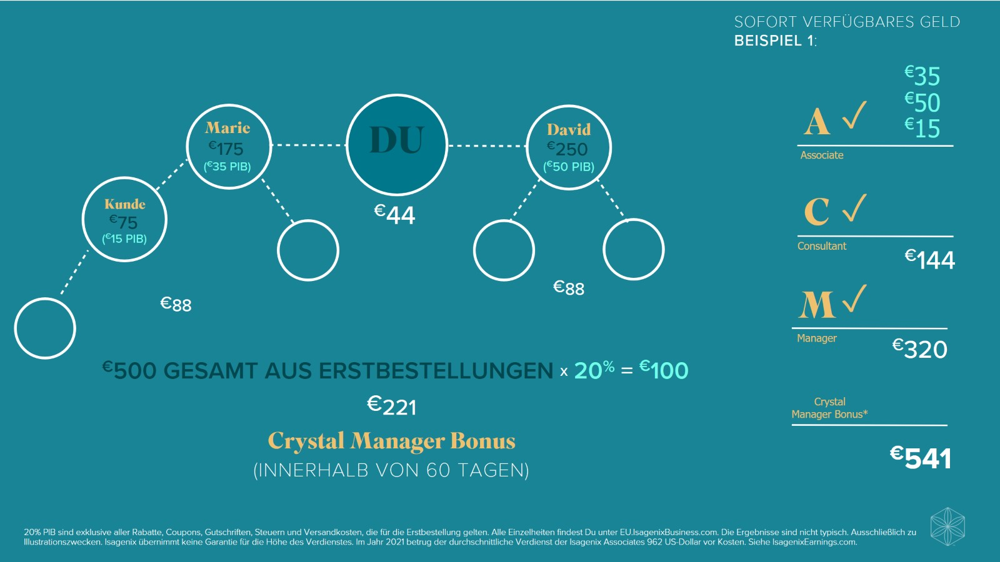 SOFORT VERFÜGBARES GELD
BEISPIEL 1:
Marie
€175
(€35 PIB)
DU
€44
David
€250
(€50 PIB)
Kunde
€75
(€15 PIB)
€88
€88
€35
€50
€15
A ✓
Associate
C ✓
Consultant
€144
M ✓
Manager
€320
Crystal
Manager Bonus*
€541
€500 GESAMT AUS ERSTBESTELLUNGEN x 20% = €100
€221
Crystal Manager Bonus
(INNERHALB VON 60 TAGEN)
20% PIB sind exklusive aller Rabatte, Coupons, Gutschriften, Steuern und Versandkosten, die für die Erstbestellung gelten. Alle Einzelheiten findest Du unter EU.IsagenixBusiness.com. Die Ergebnisse sind nicht typisch. Ausschließlich zu
Illustrationszwecken. Isagenix übernimmt keine Garantie für die Höhe des Verdienstes. Im Jahr 2021 betrug der durchschnittliche Verdienst der Isagenix Associates 962 US-Dollar vor Kosten. Siehe IsagenixEarnings.com.